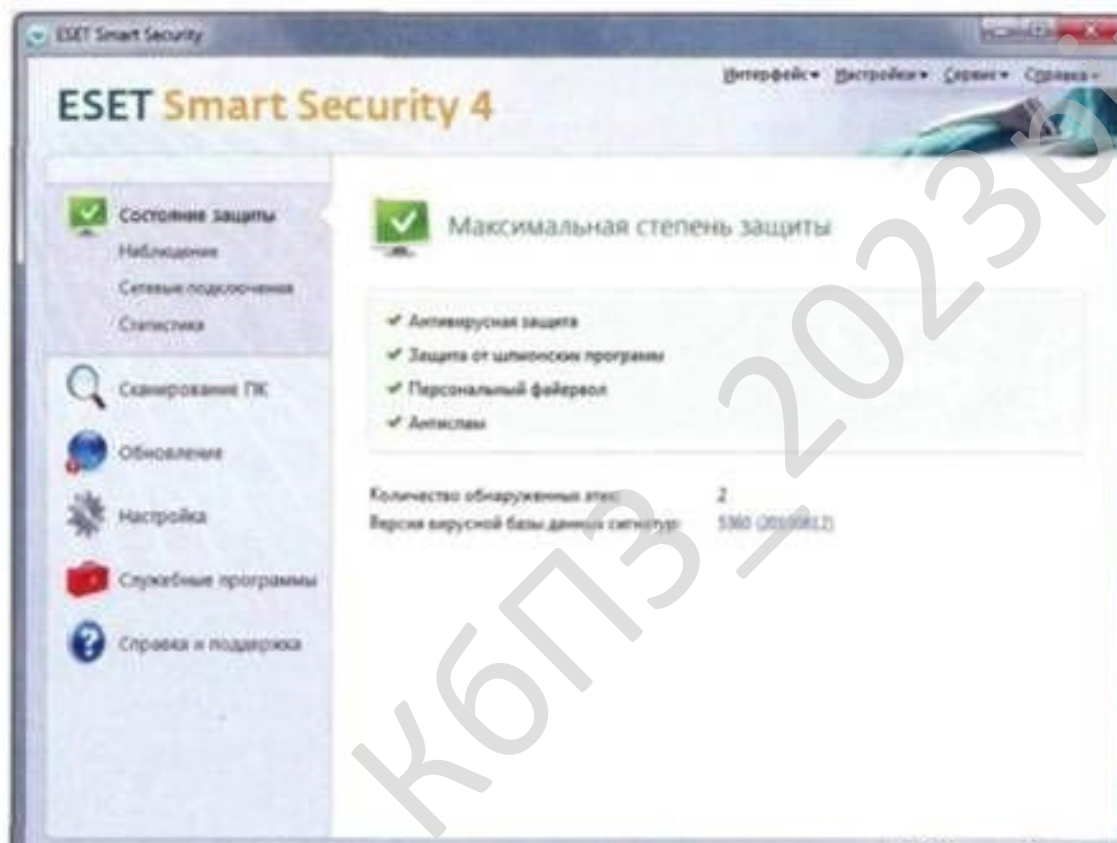 ESET Smart Security
Интерфейс Настройки Сервис Справка
ESET Smart Security 4
Состояние защиты
Наблюдение
Сетевые подключения
Статистика
Сканирование ПК
Обновление
Настройка
Служебные программы
Справка и поддержка
Максимальная степень защиты
Антивирусная защита
Защита от шпионских программ
Персональный файервол
Антиспам
Количество обнаруженных атак: 2
Версия вирусной базы данных сигнатур: 5360 (20100812)
КбПЗ_2023р